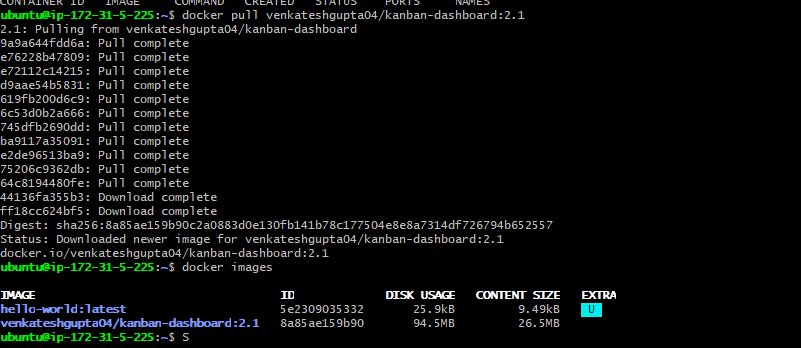 CONTAINER ID   IMAGE     COMMAND   CREATED   STATUS    PORTS     NAMES
ubuntu@ip-172-31-5-225:~$ docker pull venkateshgupta04/kanban-dashboard:2.1
2.1: Pulling from venkateshgupta04/kanban-dashboard
9a9a644fdd6a: Pull complete
e76228b47809: Pull complete
e72112c14215: Pull complete
d9aae54b5831: Pull complete
619fb200d6c9: Pull complete
6c53d0b2a666: Pull complete
745dfb2690dd: Pull complete
ba9117a35091: Pull complete
e2de96513ba9: Pull complete
75206c9362db: Pull complete
64c8194480fe: Pull complete
44136fa355b3: Download complete
ff18cc624bf5: Download complete
Digest: sha256:8a85ae159b90c2a0883d0e130fb141b78c177504e8e8a7314df726794b652557
Status: Downloaded newer image for venkateshgupta04/kanban-dashboard:2.1
docker.io/venkateshgupta04/kanban-dashboard:2.1
ubuntu@ip-172-31-5-225:~$ docker images
IMAGE                                   ID             DISK USAGE   CONTENT SIZE   EXTRA
hello-world:latest                      5e2309035332       25.9kB         9.49kB    U
venkateshgupta04/kanban-dashboard:2.1   8a85ae159b90       94.5MB         26.5MB
ubuntu@ip-172-31-5-225:~$ S